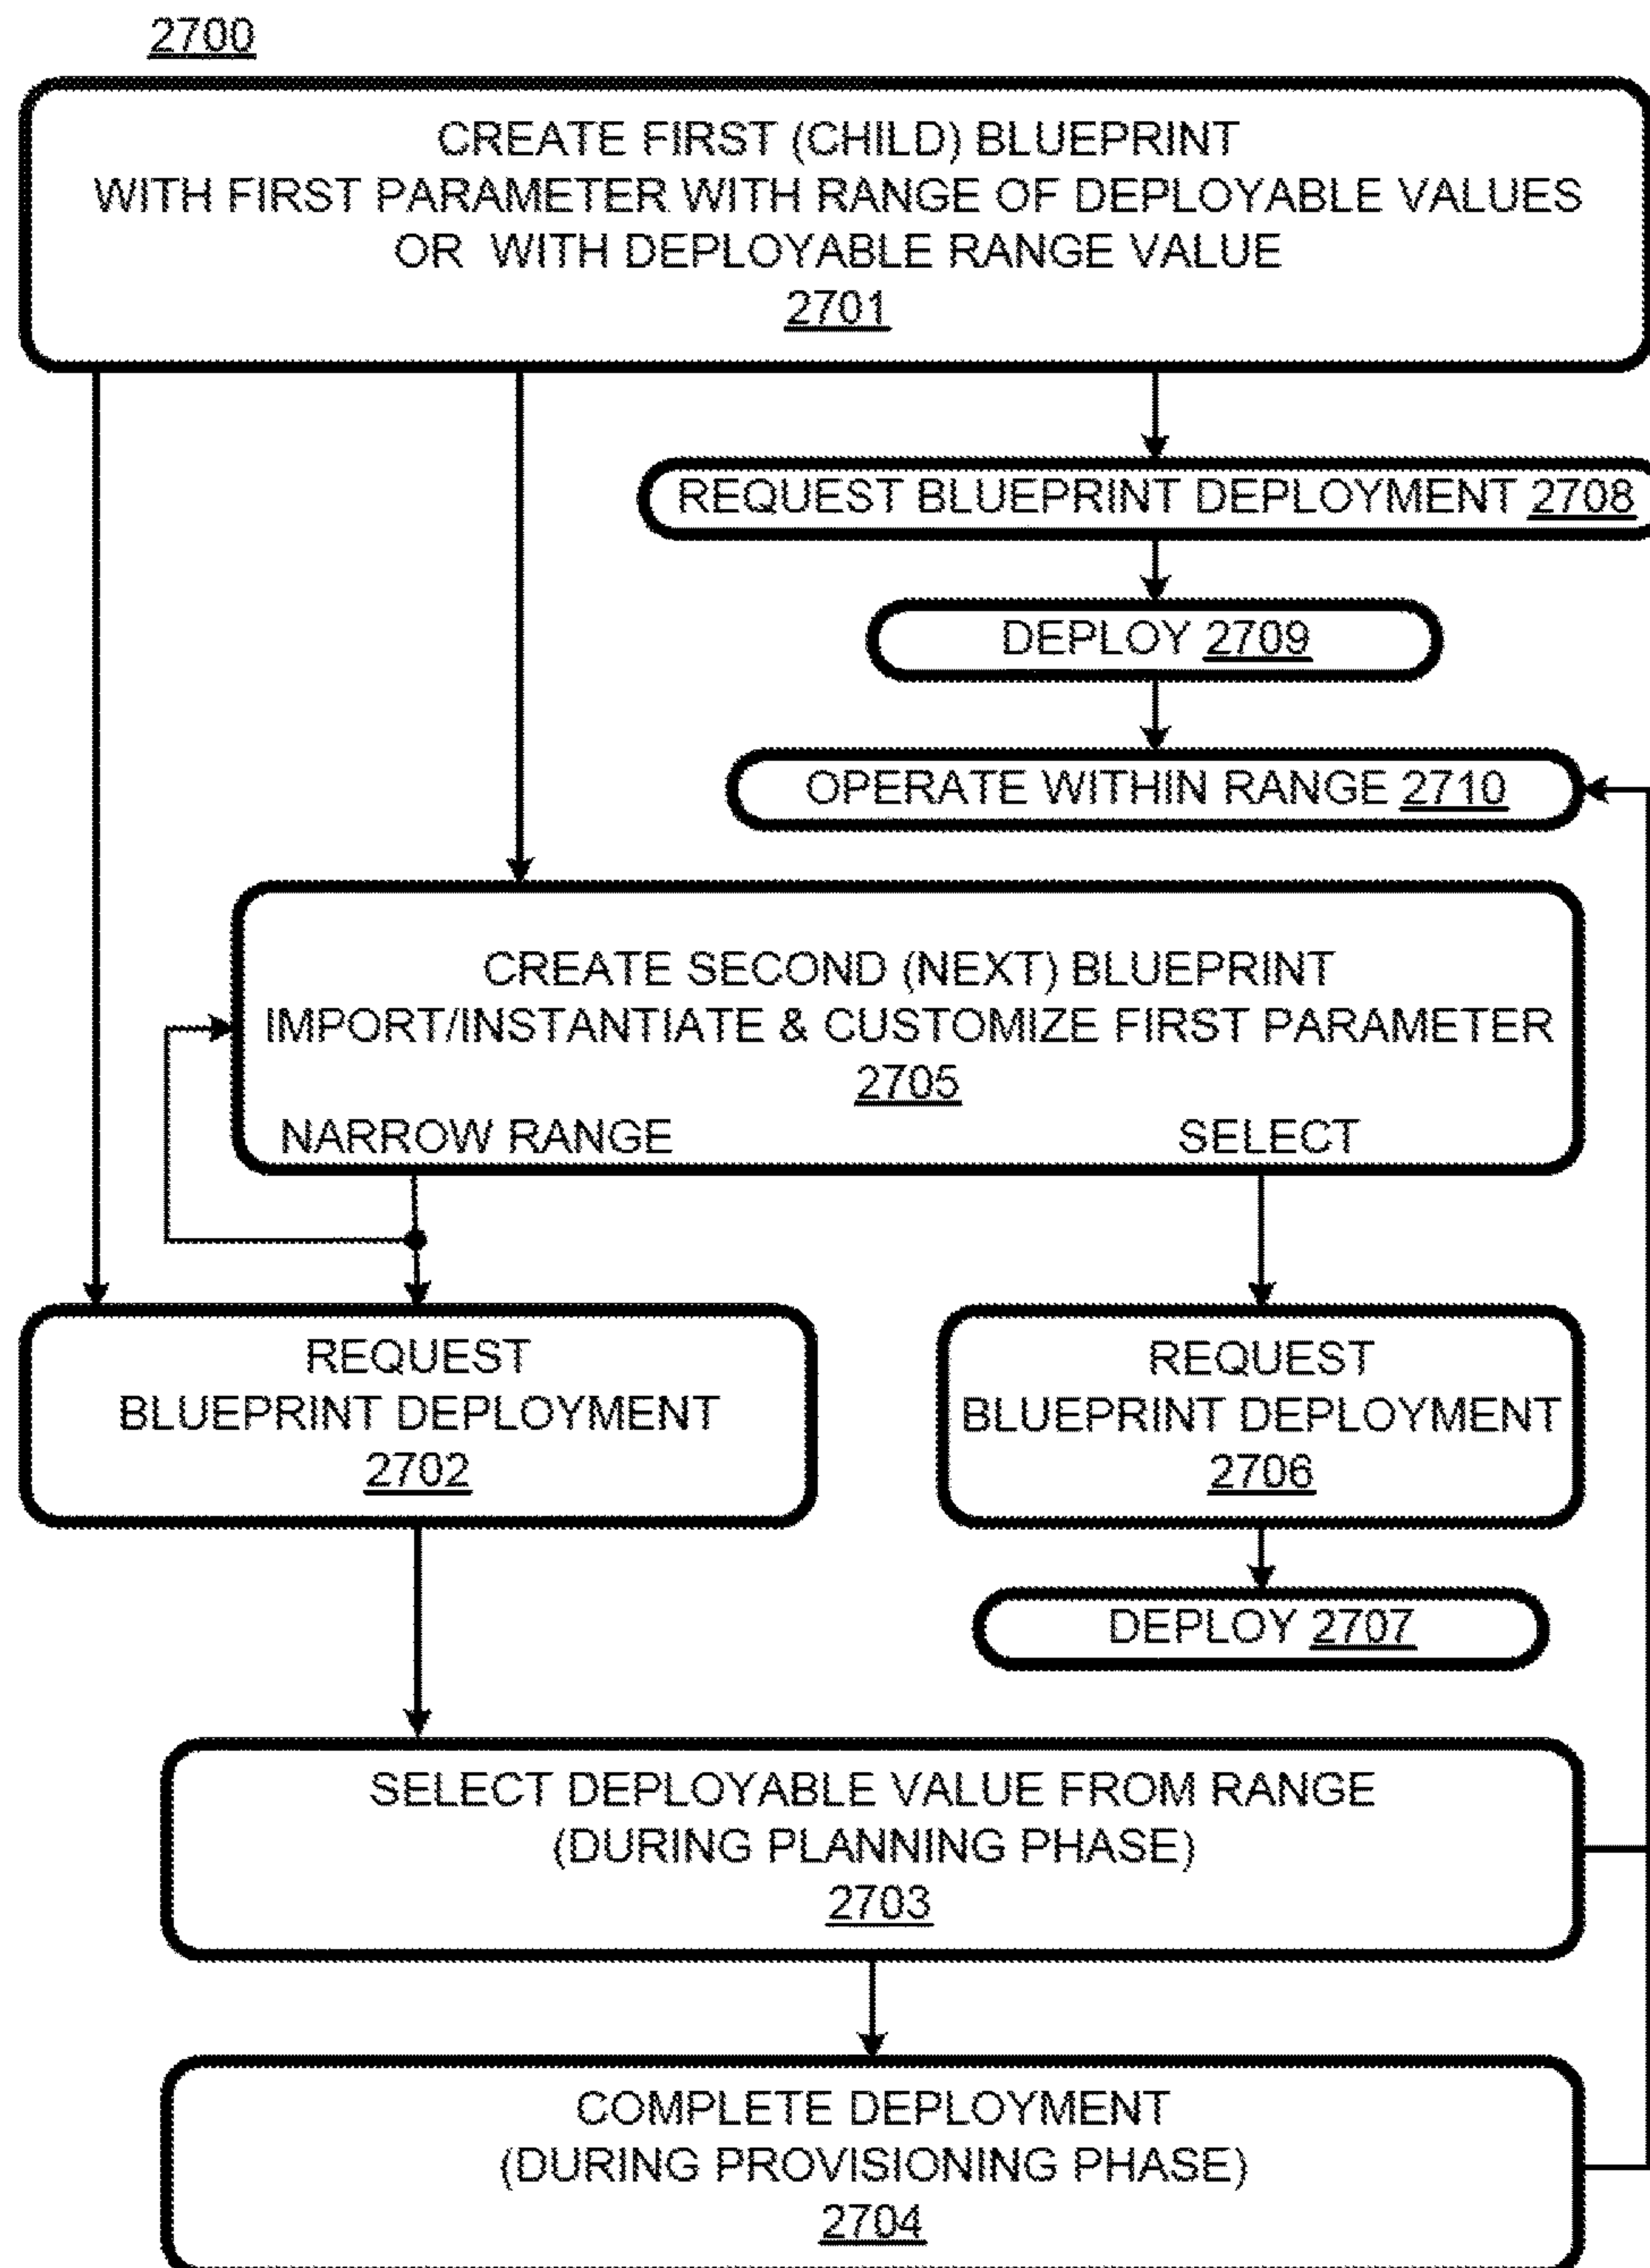 2700
CREATE FIRST (CHILD) BLUEPRINT
WITH FIRST PARAMETER WITH RANGE OF DEPLOYABLE VALUES
OR WITH DEPLOYABLE RANGE VALUE
2701
REQUEST BLUEPRINT DEPLOYMENT 2708
DEPLOY 2709
OPERATE WITHIN RANGE 2710
CREATE SECOND (NEXT) BLUEPRINT
IMPORT/INSTANTIATE & CUSTOMIZE FIRST PARAMETER
2705
NARROW RANGE SELECT
REQUEST
BLUEPRINT DEPLOYMENT
2702
REQUEST
BLUEPRINT DEPLOYMENT
2706
DEPLOY 2707
SELECT DEPLOYABLE VALUE FROM RANGE
(DURING PLANNING PHASE)
2703
COMPLETE DEPLOYMENT
(DURING PROVISIONING PHASE)
2704